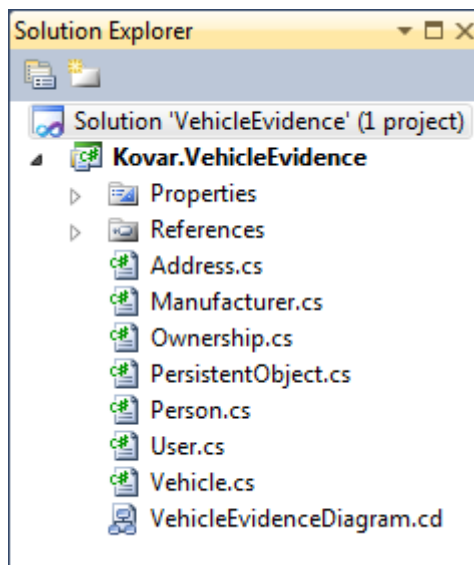 Solution Explorer
Solution 'VehicleEvidence' (1 project)
Kovar.VehicleEvidence
Properties
References
Address.cs
Manufacturer.cs
Ownership.cs
PersistentObject.cs
Person.cs
User.cs
Vehicle.cs
VehicleEvidenceDiagram.cd